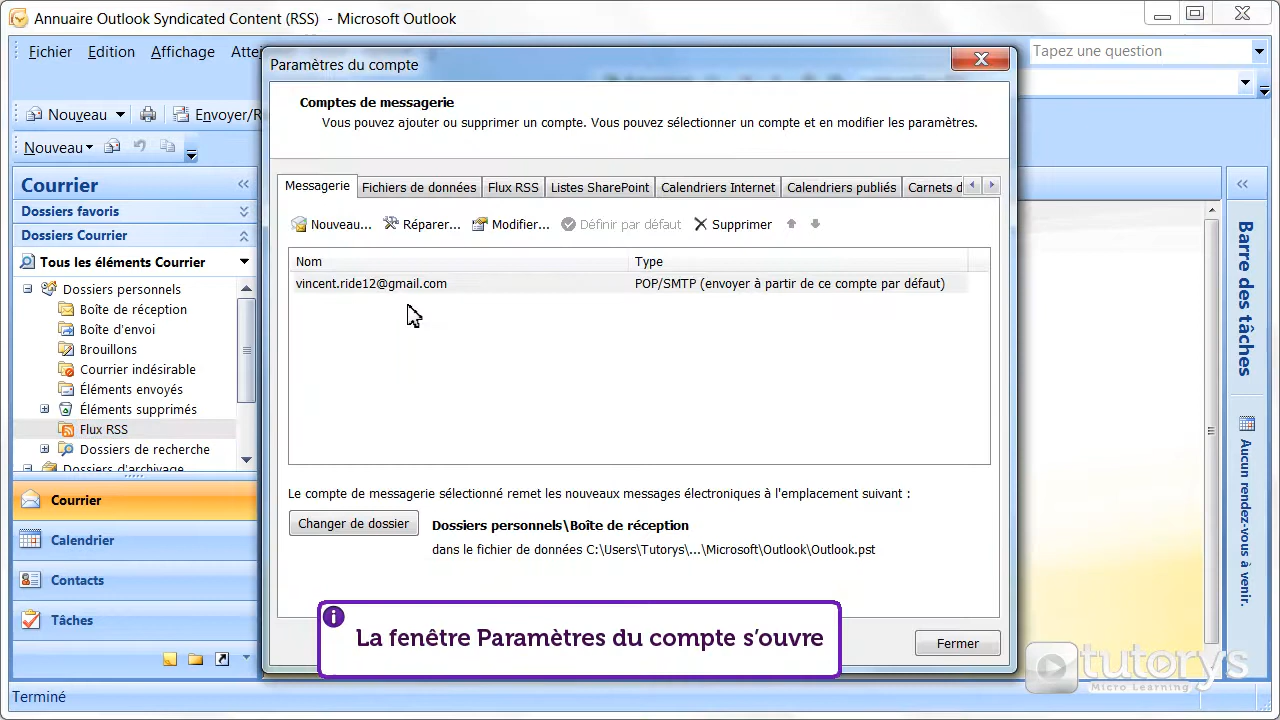 Annuaire Outlook Syndicated Content (RSS) - Microsoft Outlook
Fichier Edition Affichage
Tapez une question
Nouveau Envoyer/R
Nouveau
Courrier
Dossiers favoris
Dossiers Courrier
Tous les éléments Courrier
Dossiers personnels
Boîte de réception
Boîte d'envoi
Brouillons
Courrier indésirable
Éléments envoyés
Éléments supprimés
Flux RSS
Dossiers de recherche
Dossiers d'archivage
Courrier
Calendrier
Contacts
Tâches
Terminé
Paramètres du compte
Comptes de messagerie
Vous pouvez ajouter ou supprimer un compte. Vous pouvez sélectionner un compte et en modifier les paramètres.
Messagerie Fichiers de données Flux RSS Listes SharePoint Calendriers Internet Calendriers publiés Carnets d
Nouveau... Réparer... Modifier... Définir par défaut Supprimer
Nom Type
vincent.ride12@gmail.com POP/SMTP (envoyer à partir de ce compte par défaut)
Le compte de messagerie sélectionné remet les nouveaux messages électroniques à l'emplacement suivant :
Changer de dossier Dossiers personnels\Boîte de réception
dans le fichier de données C:\Users\Tutorys\...\Microsoft\Outlook\Outlook.pst
La fenêtre Paramètres du compte s'ouvre
Fermer
Barre des tâches
Aucun rendez-vous à venir.
tutorys
Micro Learning